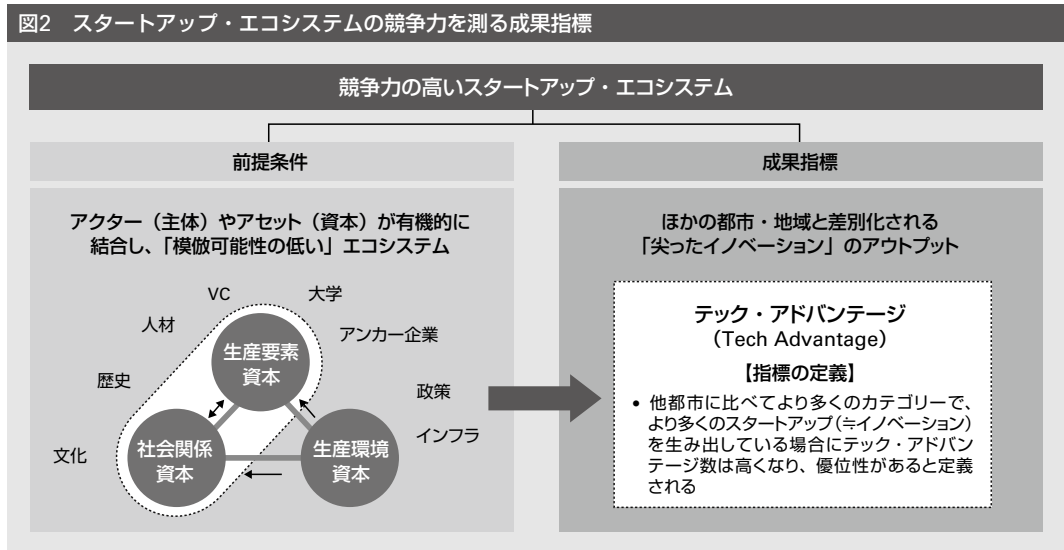 図2　スタートアップ・エコシステムの競争力を測る成果指標
競争力の高いスタートアップ・エコシステム
前提条件
アクター（主体）やアセット（資本）が有機的に
結合し、「模倣可能性の低い」エコシステム
VC
大学
人材
アンカー企業
歴史
政策
文化
インフラ
生産要素
資本
社会関係
資本
生産環境
資本
成果指標
ほかの都市・地域と差別化される
「尖ったイノベーション」のアウトプット
テック・アドバンテージ
（Tech Advantage）
【指標の定義】
• 他都市に比べてより多くのカテゴリーで、
より多くのスタートアップ（≒イノベーション）
を生み出している場合にテック・アドバン
テージ数は高くなり、優位性があると定義
される